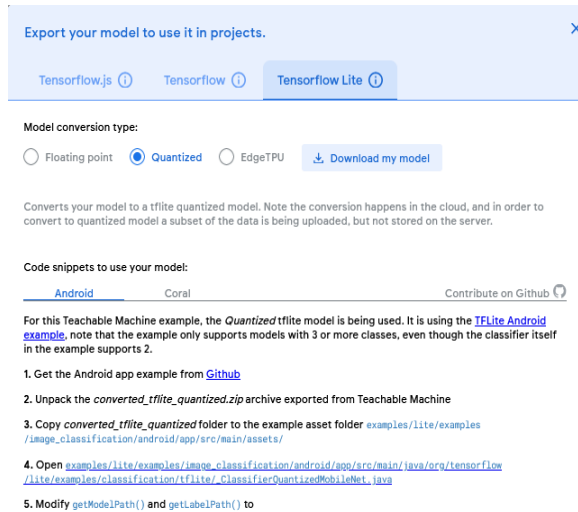 Export your model to use it in projects.
Tensorflow.js
Tensorflow
Tensorflow Lite
Model conversion type:
Floating point
Quantized
EdgeTPU
Download my model
Converts your model to a tflite quantized model. Note the conversion happens in the cloud, and in order to
convert to quantized model a subset of the data is being uploaded, but not stored on the server.
Code snippets to use your model:
Android
Coral
Contribute on Github
For this Teachable Machine example, the Quantized tflite model is being used. It is using the TFLite Android
example, note that the example only supports models with 3 or more classes, even though the classifier itself
in the example supports 2.
1. Get the Android app example from Github
2. Unpack the converted_tflite_quantized.zip archive exported from Teachable Machine
3. Copy converted_tflite_quantized folder to the example asset folder examples/lite/examples
/image_classification/android/app/src/main/assets/
4. Open examples/lite/examples/image_classification/android/app/src/main/java/org/tensorflow
/lite/examples/classification/tflite/_ClassifierQuantizedMobileNet.java
5. Modify getModelPath() and getLabelPath() to